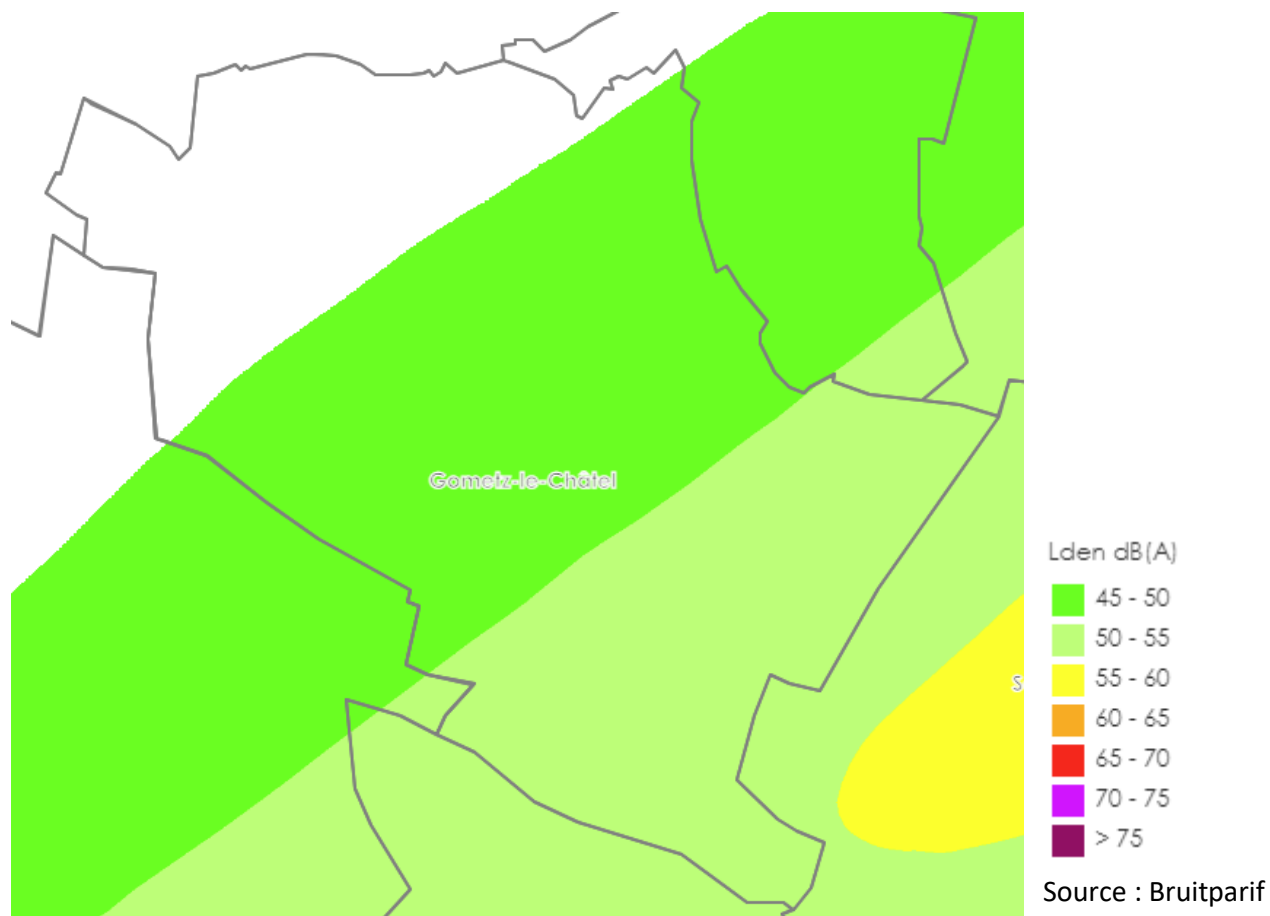 Gometz-le-Châtel
S
Lden dB(A)
45 - 50
50 - 55
55 - 60
60 - 65
65 - 70
70 - 75
> 75
Source : Bruitparif